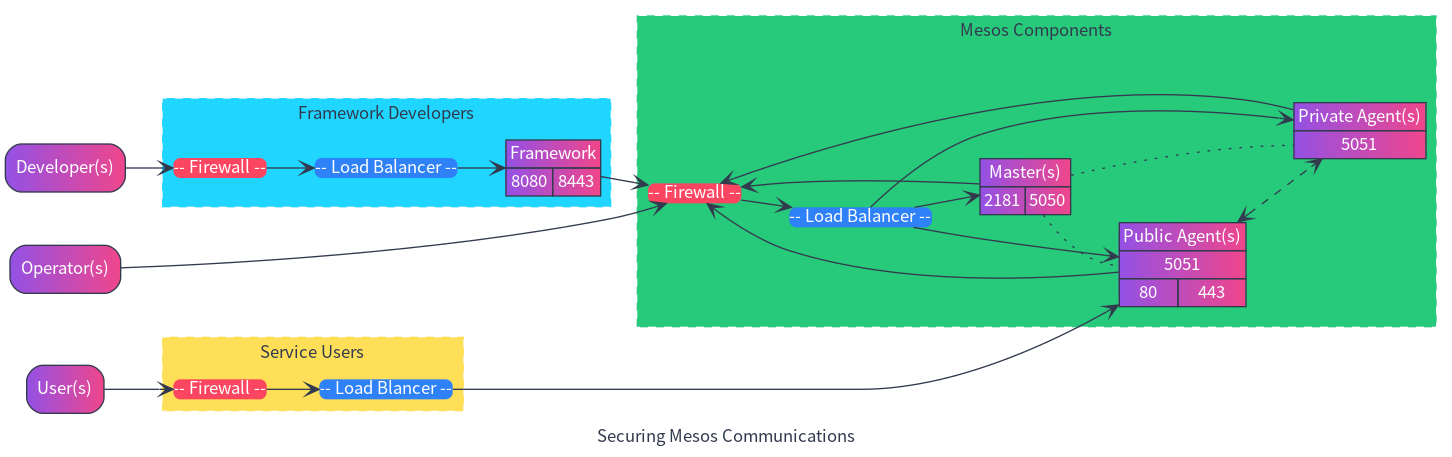 Mesos Components
Framework Developers
Private Agent(s)
5051
Developer(s)
-- Firewall --
-- Load Balancer --
Framework
8080 8443
-- Firewall --
-- Load Balancer --
Master(s)
2181 5050
Public Agent(s)
5051
80 443
Operator(s)
Service Users
User(s)
-- Firewall --
-- Load Blancer --
Securing Mesos Communications